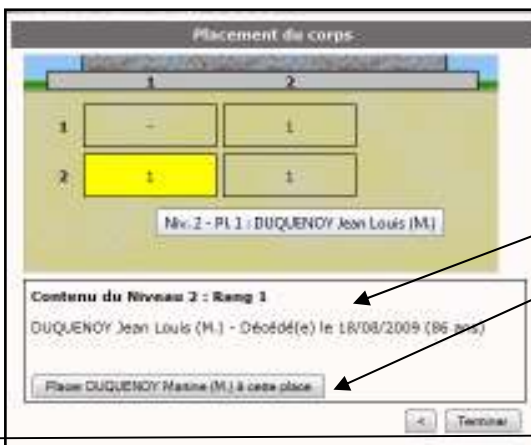 Placement du corps
1 2
1 - 1
2 1 1
Niv. 2 - Pl. 1 : DUQUENOY Jean Louis (M.)
Contenu du Niveau 2 : Rang 1
DUQUENOY Jean Louis (M.) - Décédé(e) le 18/08/2009 (86 ans)
Placer DUQUENOY Marine (M.) à cette place
< Terminer